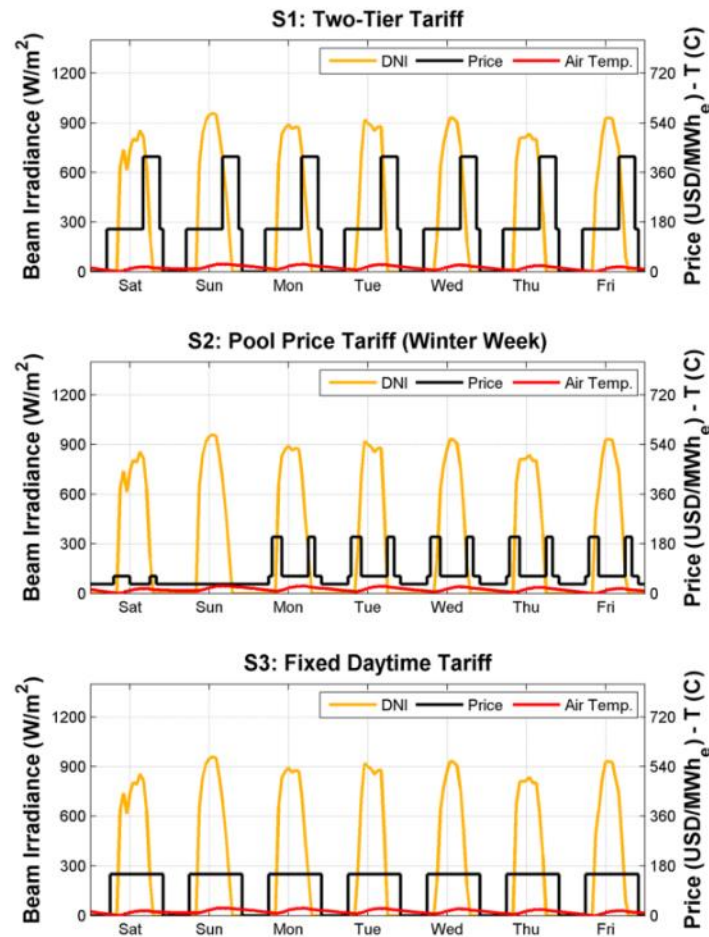 S1: Two-Tier Tariff
Beam Irradiance (W/m²)
1200
900
600
300
0
DNI Price Air Temp.
720
540
360
180
0
Price (USD/MWhₑ) - T (C)
Sat Sun Mon Tue Wed Thu Fri
S2: Pool Price Tariff (Winter Week)
Beam Irradiance (W/m²)
1200
900
600
300
0
DNI Price Air Temp.
720
540
360
180
0
Price (USD/MWhₑ) - T (C)
Sat Sun Mon Tue Wed Thu Fri
S3: Fixed Daytime Tariff
Beam Irradiance (W/m²)
1200
900
600
300
0
DNI Price Air Temp.
720
540
360
180
0
Price (USD/MWhₑ) - T (C)
Sat Sun Mon Tue Wed Thu Fri